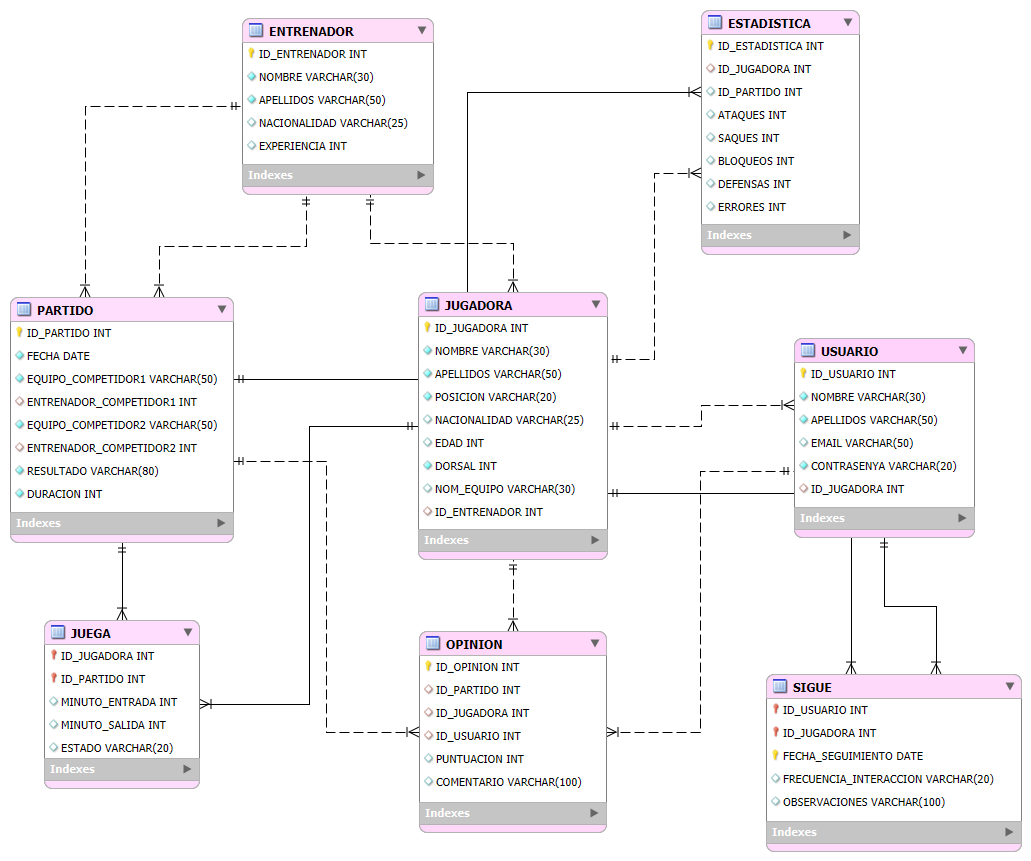 ENTRENADOR
ID_ENTRENADOR INT
NOMBRE VARCHAR(30)
APELLIDOS VARCHAR(50)
NACIONALIDAD VARCHAR(25)
EXPERIENCIA INT
Indexes
ESTADISTICA
ID_ESTADISTICA INT
ID_JUGADORA INT
ID_PARTIDO INT
ATAQUES INT
SAQUES INT
BLOQUEOS INT
DEFENSAS INT
ERRORES INT
Indexes
PARTIDO
ID_PARTIDO INT
FECHA DATE
EQUIPO_COMPETIDOR1 VARCHAR(50)
ENTRENADOR_COMPETIDOR1 INT
EQUIPO_COMPETIDOR2 VARCHAR(50)
ENTRENADOR_COMPETIDOR2 INT
RESULTADO VARCHAR(80)
DURACION INT
Indexes
JUGADORA
ID_JUGADORA INT
NOMBRE VARCHAR(30)
APELLIDOS VARCHAR(50)
POSICION VARCHAR(20)
NACIONALIDAD VARCHAR(25)
EDAD INT
DORSAL INT
NOM_EQUIPO VARCHAR(30)
ID_ENTRENADOR INT
Indexes
USUARIO
ID_USUARIO INT
NOMBRE VARCHAR(30)
APELLIDOS VARCHAR(50)
EMAIL VARCHAR(50)
CONTRASENYA VARCHAR(20)
ID_JUGADORA INT
Indexes
JUEGA
ID_JUGADORA INT
ID_PARTIDO INT
MINUTO_ENTRADA INT
MINUTO_SALIDA INT
ESTADO VARCHAR(20)
Indexes
OPINION
ID_OPINION INT
ID_PARTIDO INT
ID_JUGADORA INT
ID_USUARIO INT
PUNTUACION INT
COMENTARIO VARCHAR(100)
Indexes
SIGUE
ID_USUARIO INT
ID_JUGADORA INT
FECHA_SEGUIMIENTO DATE
FRECUENCIA_INTERACCION VARCHAR(20)
OBSERVACIONES VARCHAR(100)
Indexes